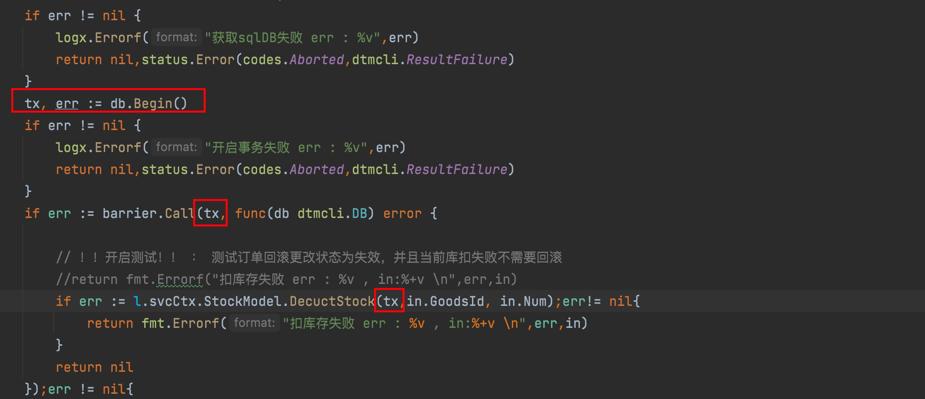 if err != nil {
logx.Errorf( format: "获取sqlDB失败 err : %v",err)
return nil,status.Error(codes.Aborted,dtmcli.ResultFailure)
}
tx, err := db.Begin()
if err != nil {
logx.Errorf( format: "开启事务失败 err : %v",err)
return nil,status.Error(codes.Aborted,dtmcli.ResultFailure)
}
if err := barrier.Call(tx, func(db dtmcli.DB) error {
// ！！开启测试！！ ： 测试订单回滚更改状态为失效，并且当前库扣失败不需要回滚
//return fmt.Errorf("扣库存失败 err : %v , in:%+v \n",err,in)
if err := l.svcCtx.StockModel.DecuctStock(tx,in.GoodsId, in.Num);err!= nil{
return fmt.Errorf( format: "扣库存失败 err : %v , in:%+v \n",err,in)
}
return nil
});err != nil{